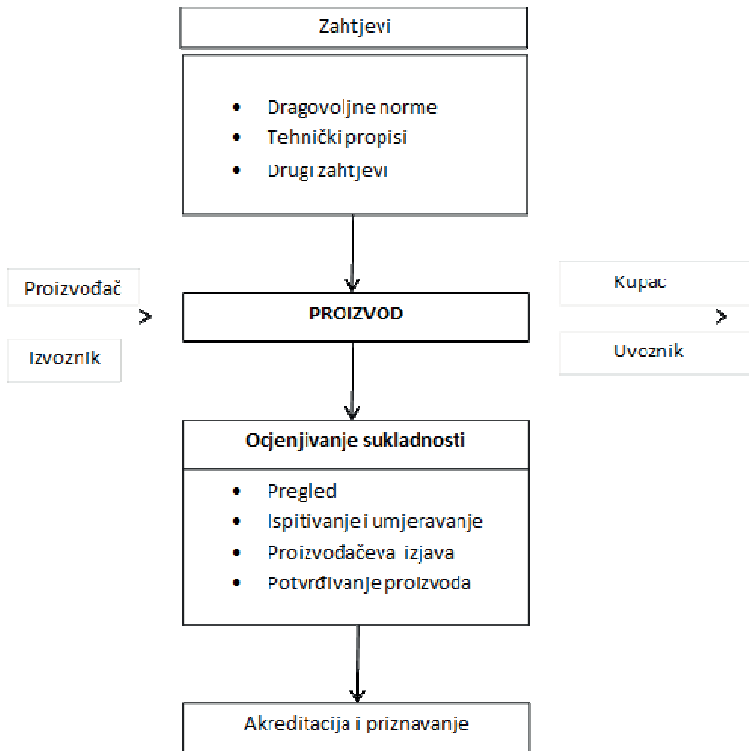 Zahtjevi
• Dragovoljne norme
• Tehnički propisi
• Drugi zahtjevi
Proizvođač
>
Izvoznik
PROIZVOD
Kupac
>
Uvoznik
Ocjenjivanje sukladnosti
• Pregled
• Ispitivanje i umjeravanje
• Proizvođačeva izjava
• Potvrđivanje proizvoda
Akreditacija i priznavanje